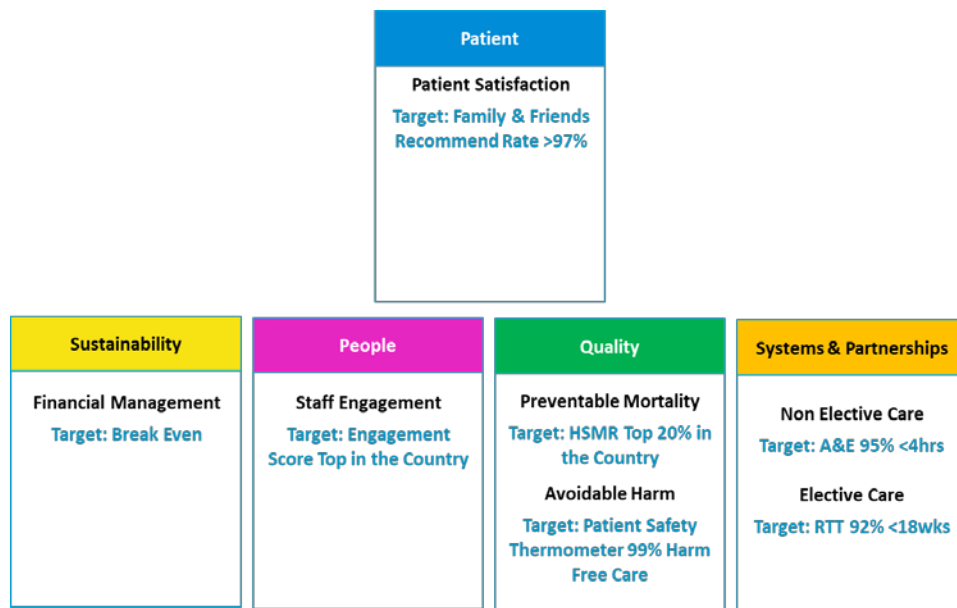 Patient
Patient Satisfaction
Target: Family & Friends
Recommend Rate >97%
Sustainability
Financial Management
Target: Break Even
People
Staff Engagement
Target: Engagement
Score Top in the Country
Quality
Preventable Mortality
Target: HSMR Top 20% in
the Country
Avoidable Harm
Target: Patient Safety
Thermometer 99% Harm
Free Care
Systems & Partnerships
Non Elective Care
Target: A&E 95% <4hrs
Elective Care
Target: RTT 92% <18wks